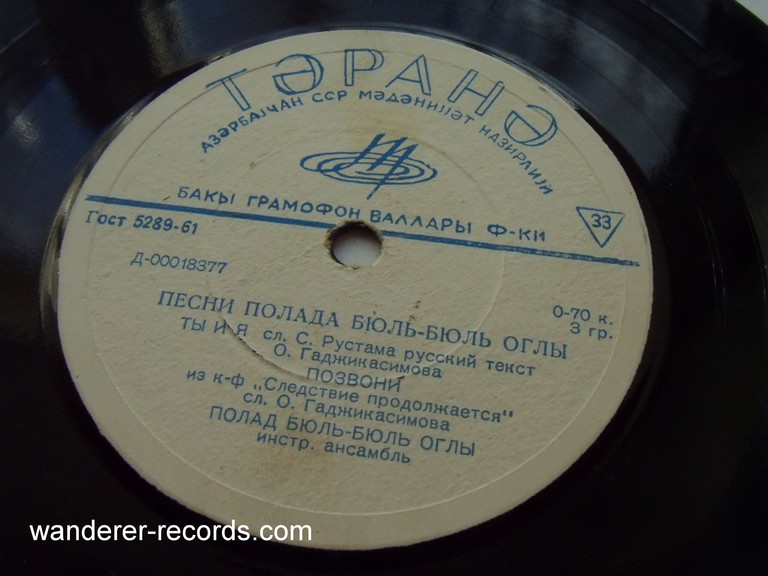 ТӘРАНӘ
АЗӘРБАЈҸАН ССР МӘДӘНИЈЈӘТ НАЗИРЛИЈИ
БАКЫ ГРАМОФОН ВАЛЛАРЫ Ф-КИ
33
Гост 5289-61
Д-00018377
0-70 к.
3 гр.
ПЕСНИ ПОЛАДА БЮЛЬ-БЮЛЬ ОГЛЫ
ТЫ И Я сл. С. Рустама русский текст
О. Гаджикасимова
ПОЗВОНИ
из к-ф „Следствие продолжается"
сл. О. Гаджикасимова
ПОЛАД БЮЛЬ-БЮЛЬ ОГЛЫ
инстр. ансамбль
wanderer-records.com